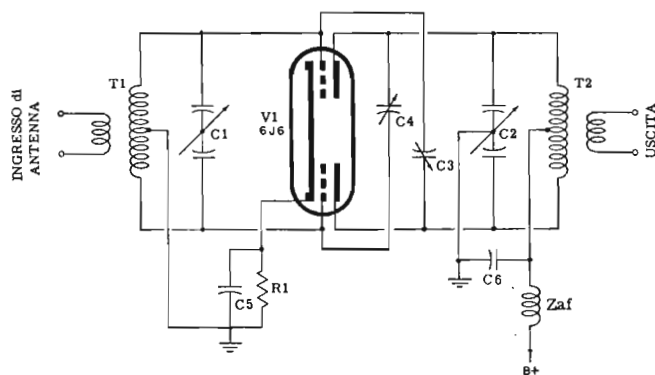 INGRESSO di
ANTENNA
T1
C1
V1
6J6
C4
C3
C2
T2
USCITA
C5
R1
C6
Zaf
B+